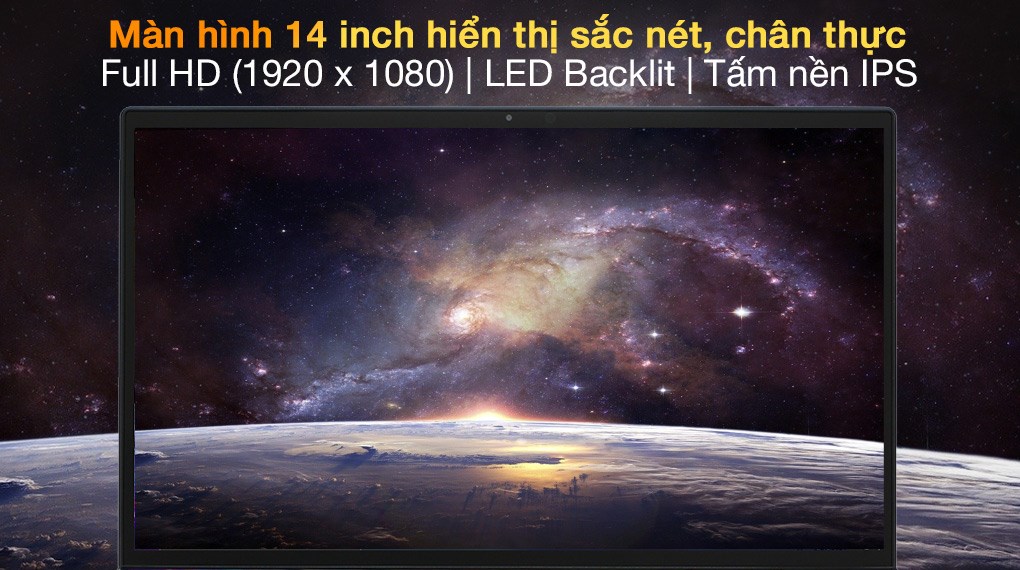 Màn hình 14 inch hiển thị sắc nét, chân thực
Full HD (1920 x 1080) | LED Backlit | Tấm nền IPS